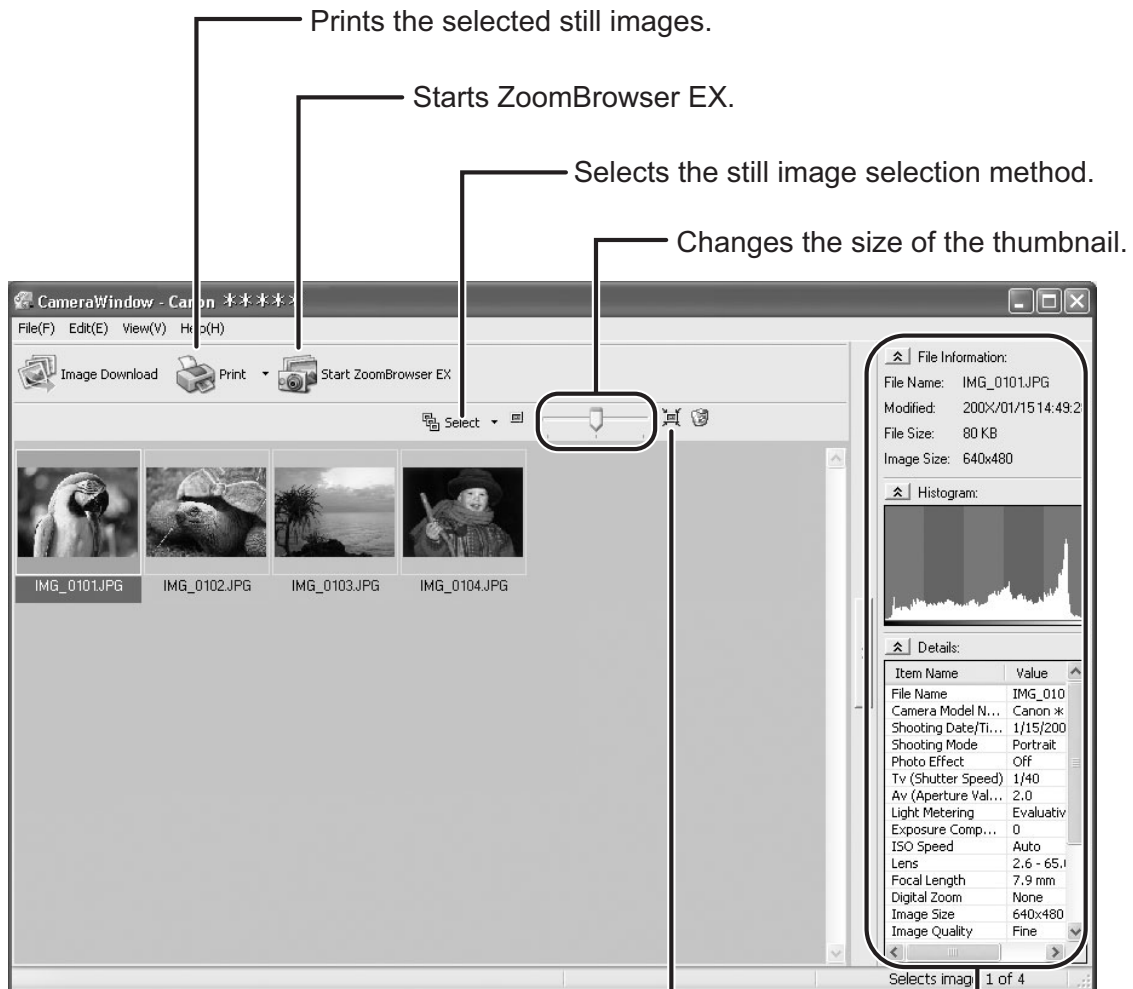 Prints the selected still images.
Starts ZoomBrowser EX.
Selects the still image selection method.
Changes the size of the thumbnail.
CameraWindow - Canon *****
File(F) Edit(E) View(V) Help(H)
Image Download Print Start ZoomBrowser EX
Select
IMG_0101.JPG IMG_0102.JPG IMG_0103.JPG IMG_0104.JPG
File Information:
File Name: IMG_0101.JPG
Modified: 200X/01/15 14:49:2
File Size: 80 KB
Image Size: 640x480
Histogram:
Details:
Item Name Value
File Name IMG_010
Camera Model N... Canon *
Shooting Date/Ti... 1/15/200
Shooting Mode Portrait
Photo Effect Off
Tv (Shutter Speed) 1/40
Av (Aperture Val... 2.0
Light Metering Evaluativ
Exposure Comp... 0
ISO Speed Auto
Lens 2.6 - 65.
Focal Length 7.9 mm
Digital Zoom None
Image Size 640x480
Image Quality Fine
Selects image 1 of 4